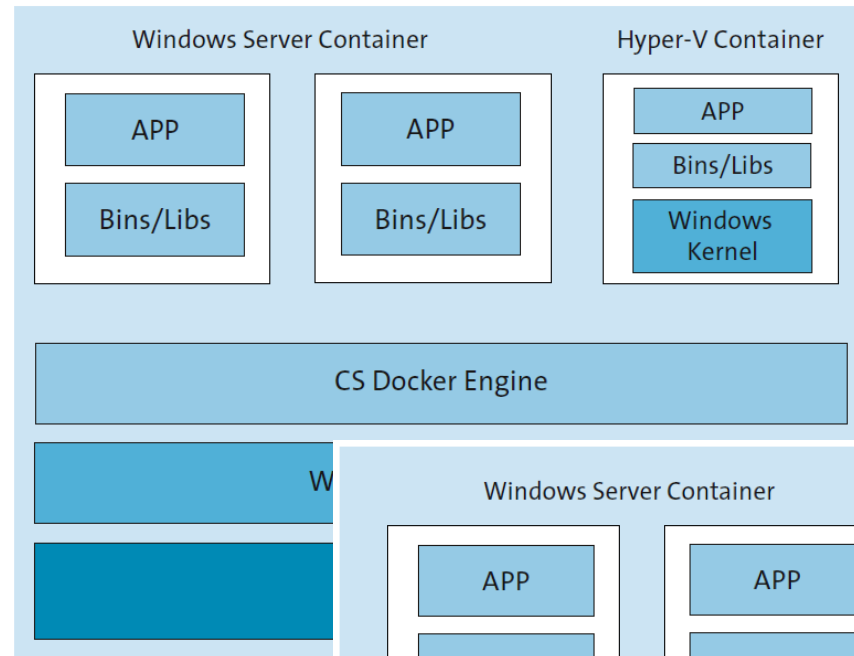 Windows Server Container
Hyper-V Container
APP
Bins/Libs
APP
Bins/Libs
APP
Bins/Libs
Windows
Kernel
CS Docker Engine
W
Windows Server Container
APP
APP